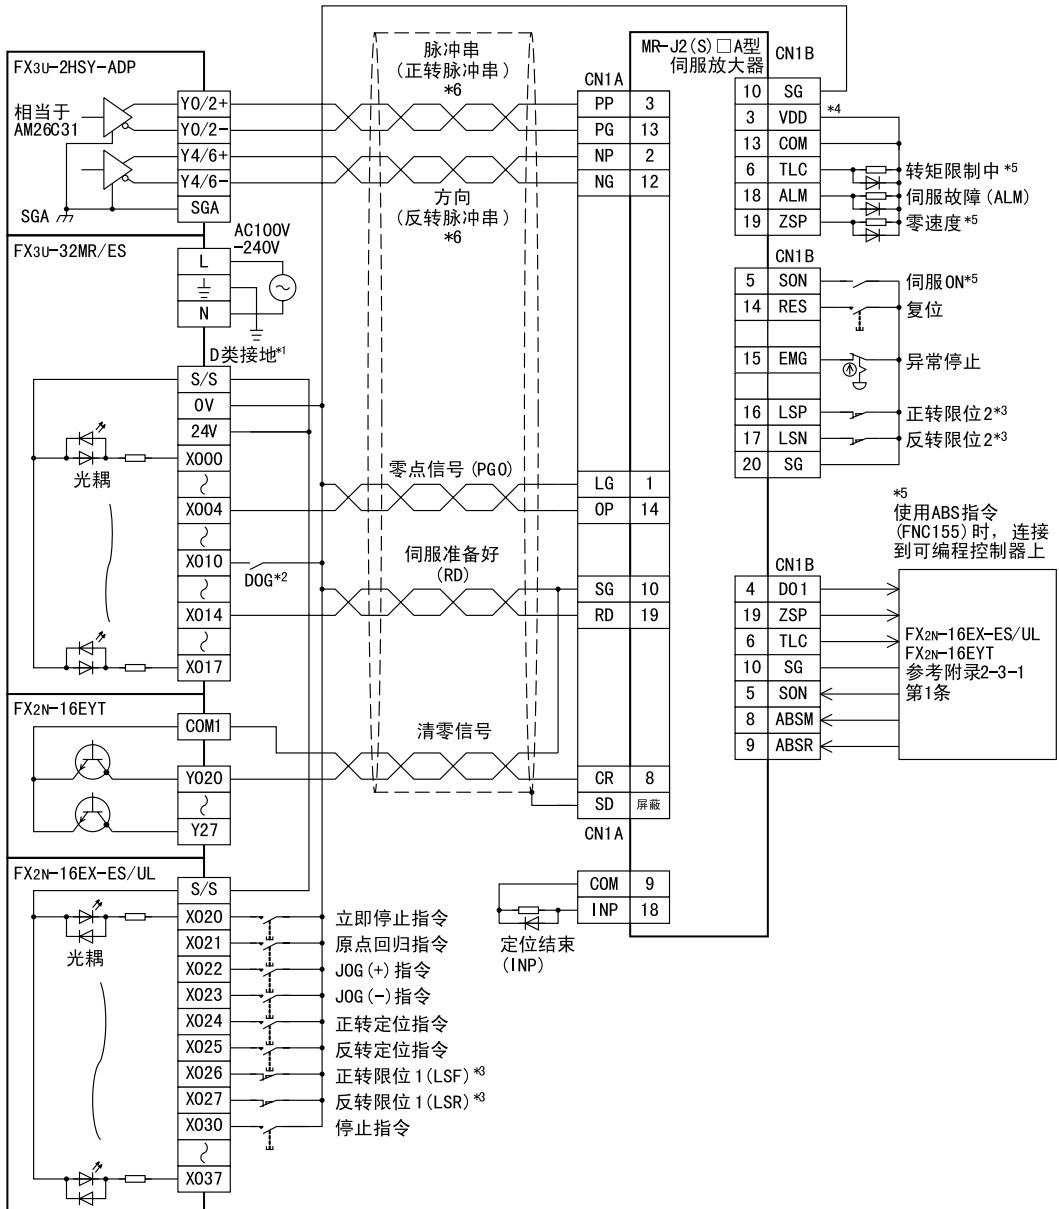 FX3U-2HSY-ADP
相当于
AM26C31
Y0/2+
Y0/2-
Y4/6+
Y4/6-
SGA
SGA
FX3U-32MR/ES
AC100V
-240V
L
N
D类接地*1
S/S
0V
24V
X000
光耦
X004
X010
DOG*2
X014
X017
FX2N-16EYT
COM1
Y020
Y27
FX2N-16EX-ES/UL
S/S
X020 立即停止指令
X021 原点回归指令
光耦
X022 JOG(+)指令
X023 JOG(-)指令
X024 正转定位指令
X025 反转定位指令
X026 正转限位1(LSF)*3
X027 反转限位1(LSR)*3
X030 停止指令
X037
脉冲串
(正转脉冲串)
*6
方向
(反转脉冲串)
*6
零点信号(PG0)
伺服准备好
(RD)
清零信号
MR-J2(S)□A型
伺服放大器
CN1A
PP 3
PG 13
NP 2
NG 12
LG 1
OP 14
SG 10
RD 19
CR 8
SD 屏蔽
CN1A
COM 9
INP 18
定位结束
(INP)
CN1B
10 SG
3 VDD *4
13 COM
6 TLC 转矩限制中*5
18 ALM 伺服故障(ALM)
19 ZSP 零速度*5
CN1B
5 SON 伺服ON*5
14 RES 复位
15 EMG 异常停止
16 LSP 正转限位2*3
17 LSN 反转限位2*3
20 SG
*5
使用ABS指令
(FNC155)时，连接
到可编程控制器上
CN1B
4 DO1
19 ZSP
6 TLC
10 SG
5 SON
8 ABSM
9 ABSR
FX2N-16EX-ES/UL
FX2N-16EYT
参考附录2-3-1
第1条